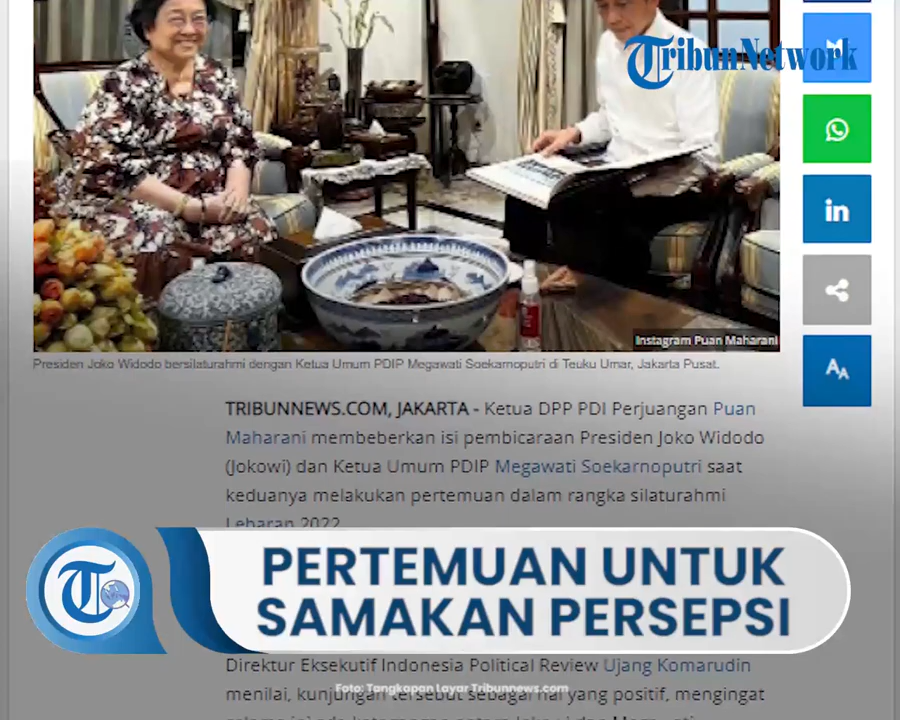 TribunNetwork
Instagram Puan Maharani
Presiden Joko Widodo bersilaturahmi dengan Ketua Umum PDIP Megawati Soekarnoputri di Teuku Umar, Jakarta Pusat.
TRIBUNNEWS.COM, JAKARTA - Ketua DPP PDI Perjuangan Puan
Maharani membeberkan isi pembicaraan Presiden Joko Widodo
(Jokowi) dan Ketua Umum PDIP Megawati Soekarnoputri saat
keduanya melakukan pertemuan dalam rangka silaturahmi
Lebaran 2022
PERTEMUAN UNTUK
SAMAKAN PERSEPSI
Direktur Eksekutif Indonesia Political Review Ujang Komarudin
Foto: Tangkapan Layar Tribunnews.com
menilai, kunjungan tersebut sebagai hal yang positif, mengingat